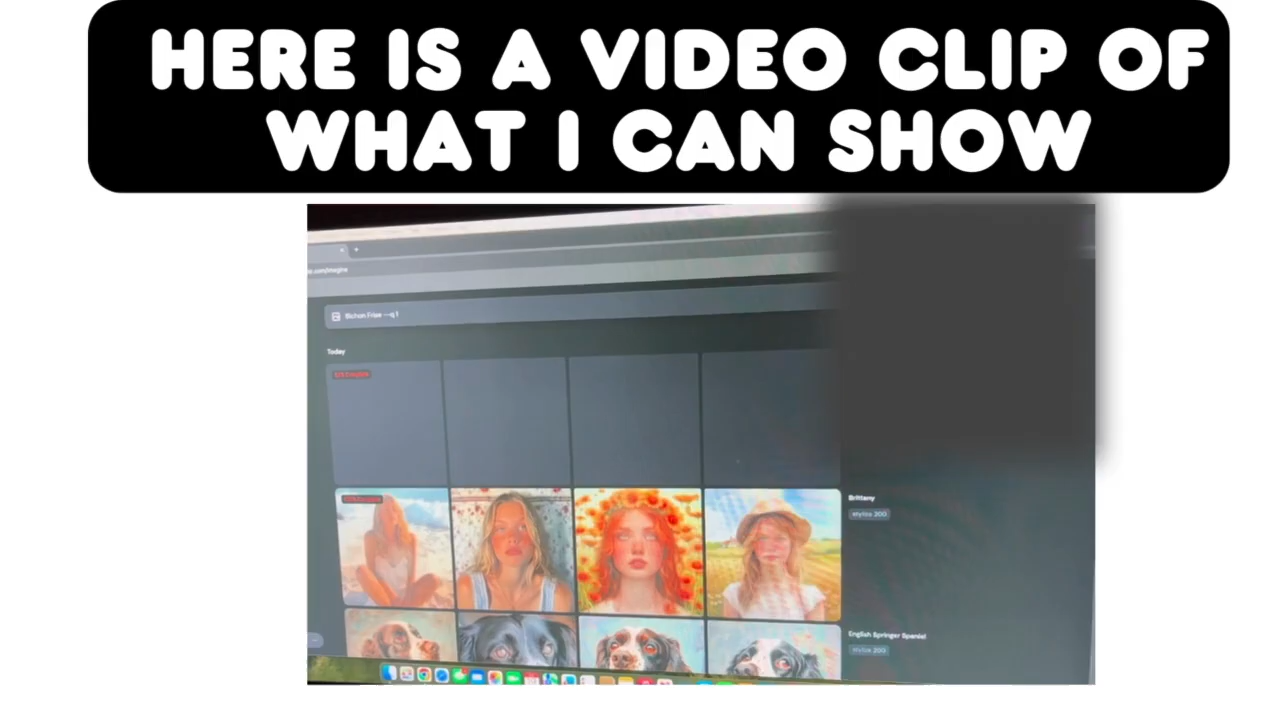 HERE IS A VIDEO CLIP OF
WHAT I CAN SHOW
Bichon Frise --q 1
Today
Brittany
stylize 200
English Springer Spaniel
stylize 200